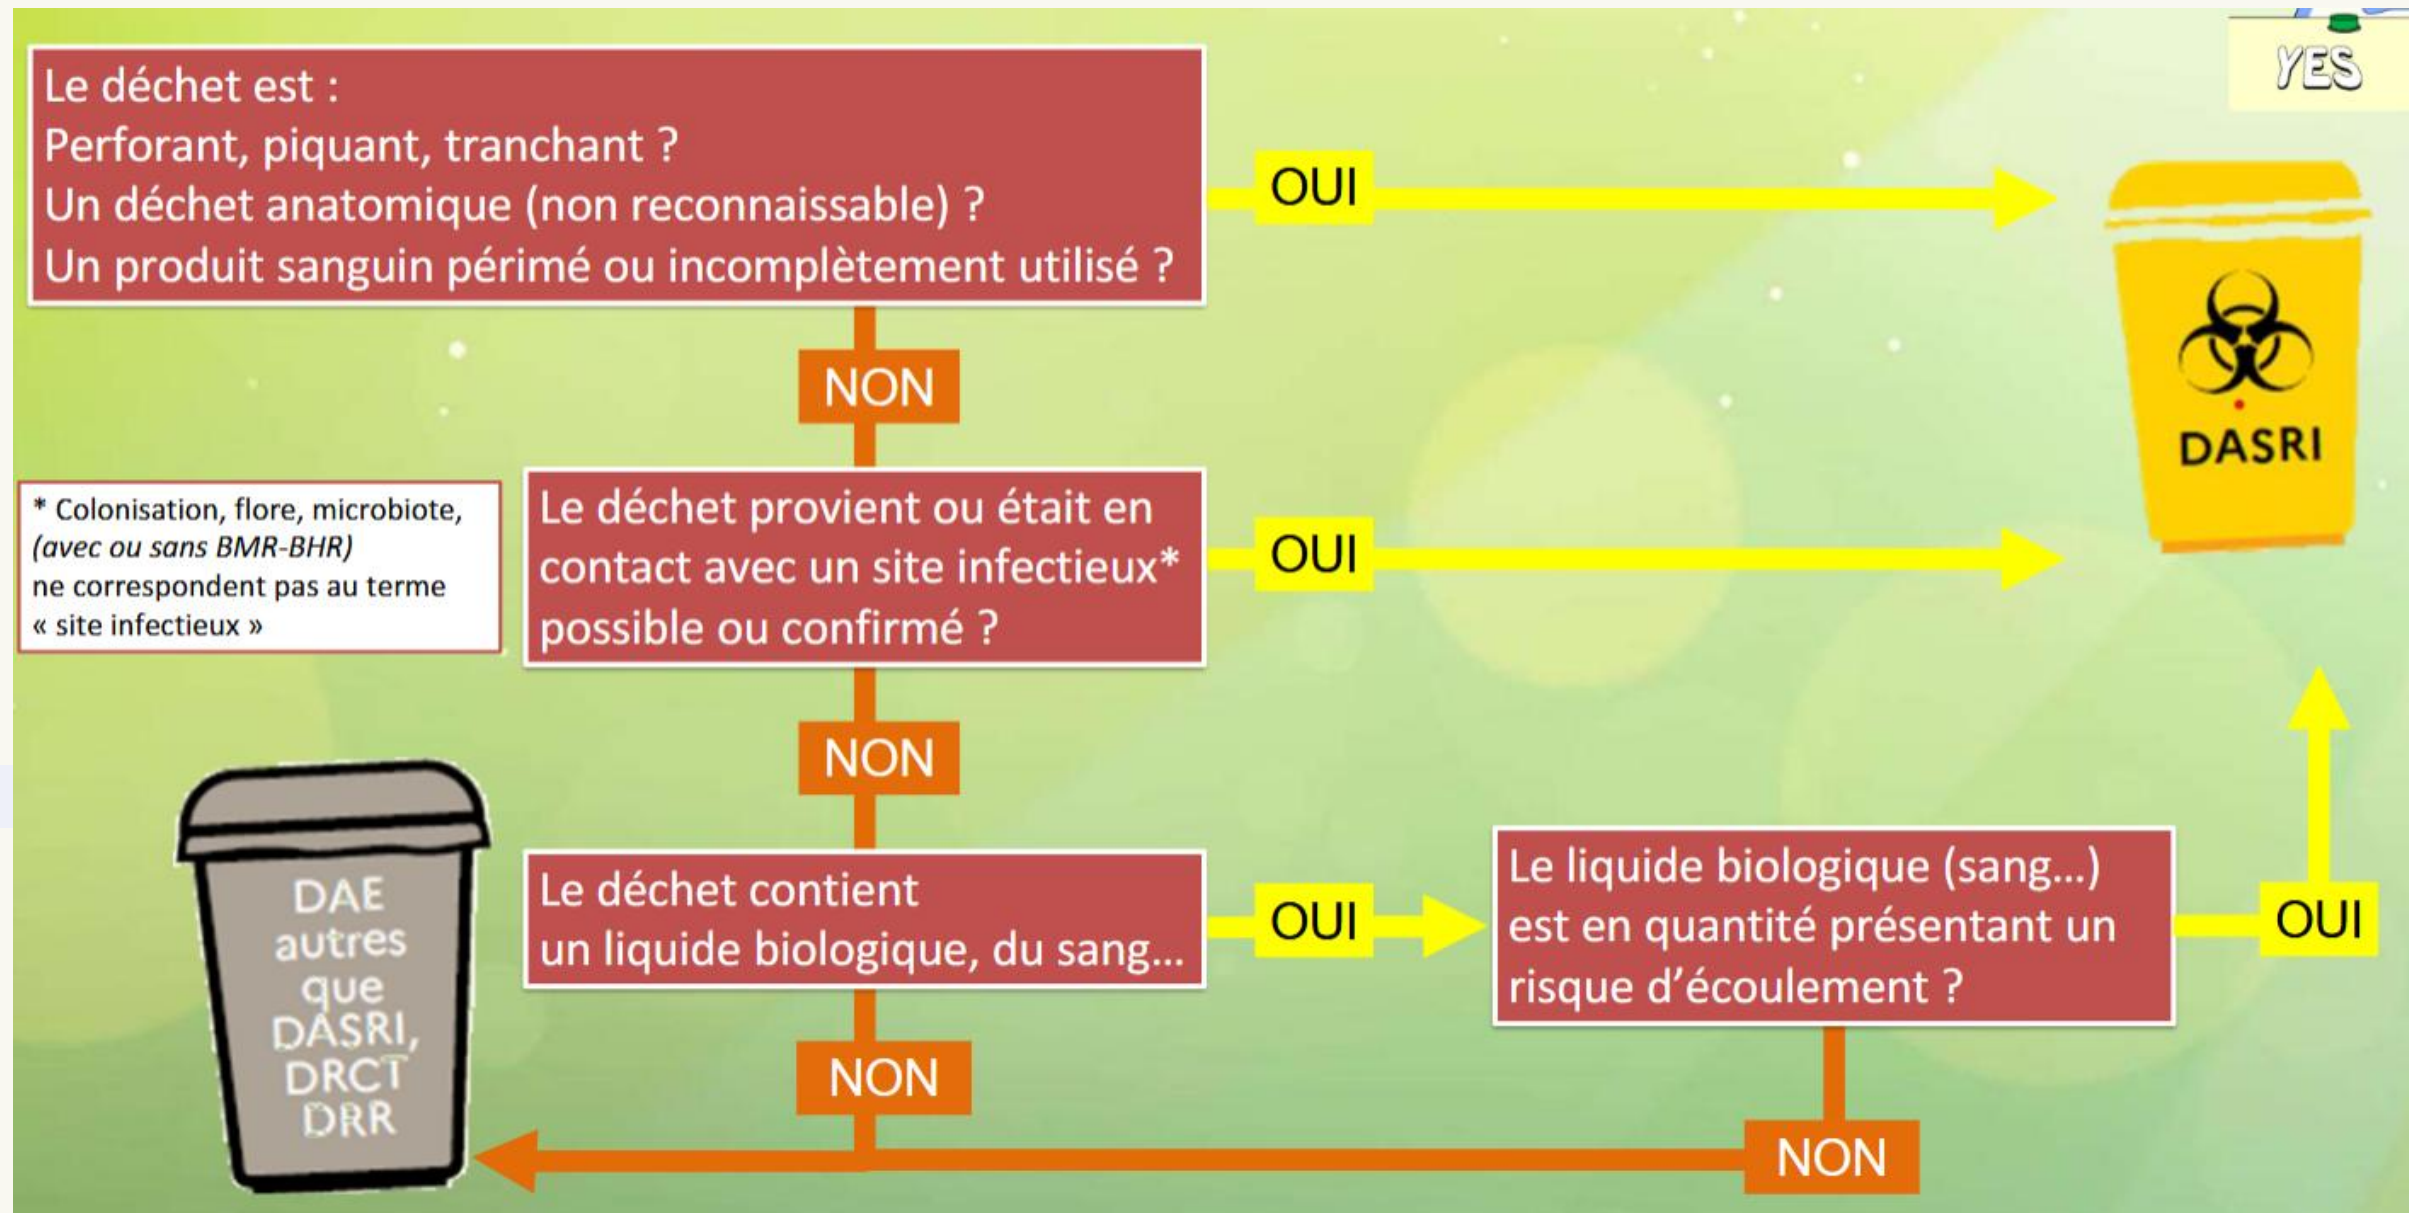 YES
Le déchet est :
Perforant, piquant, tranchant ?
Un déchet anatomique (non reconnaissable) ?
Un produit sanguin périmé ou incomplètement utilisé ?
OUI
DASRI
NON
* Colonisation, flore, microbiote,
(avec ou sans BMR-BHR)
ne correspondent pas au terme
« site infectieux »
Le déchet provient ou était en
contact avec un site infectieux*
possible ou confirmé ?
OUI
NON
Le déchet contient
un liquide biologique, du sang...
OUI
Le liquide biologique (sang...)
est en quantité présentant un
risque d'écoulement ?
OUI
NON
NON
DAE
autres
que
DASRI,
DRCT
DRR